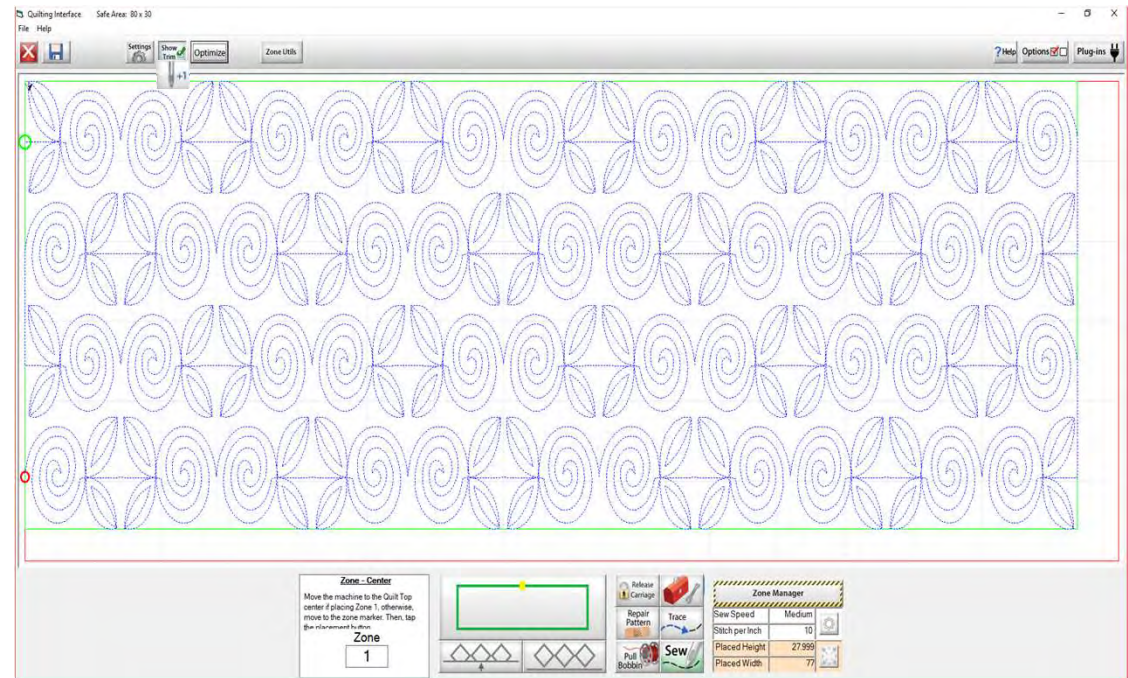 Quilting Interface Safe Area: 80 x 30
File Help
Settings
Show
Trim
Optimize
Zone Utils
?Help
Options
Plug-ins
+1
Y
Zone - Center
Move the machine to the Quilt Top
center if placing Zone 1, otherwise,
move to the zone marker. Then, tap
the placement button
Zone
1
Release
Carriage
Repair
Pattern
Trace
Pull
Bobbin
Sew
Zone Manager
Sew Speed Medium
Stitch per Inch 10
Placed Height 27.999
Placed Width 77